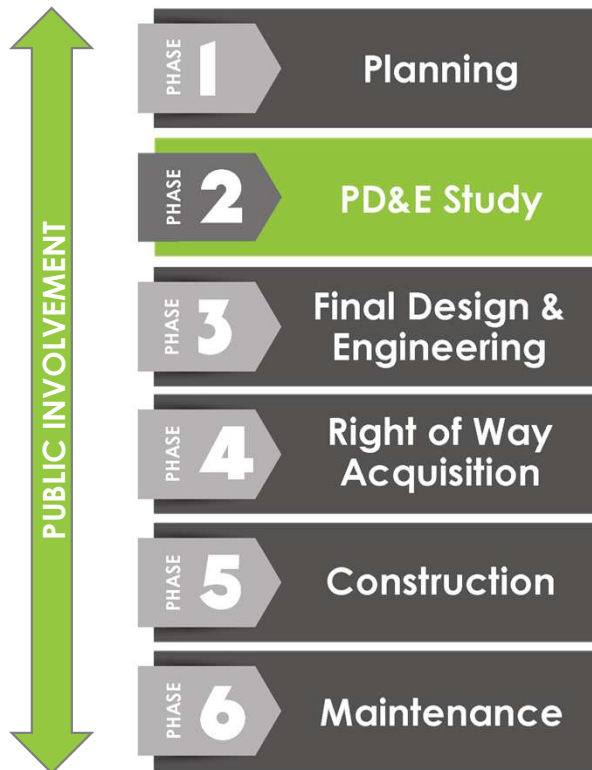 PUBLIC INVOLVEMENT
PHASE 1
Planning
PHASE 2
PD&E Study
PHASE 3
Final Design &
Engineering
PHASE 4
Right of Way
Acquisition
PHASE 5
Construction
PHASE 6
Maintenance